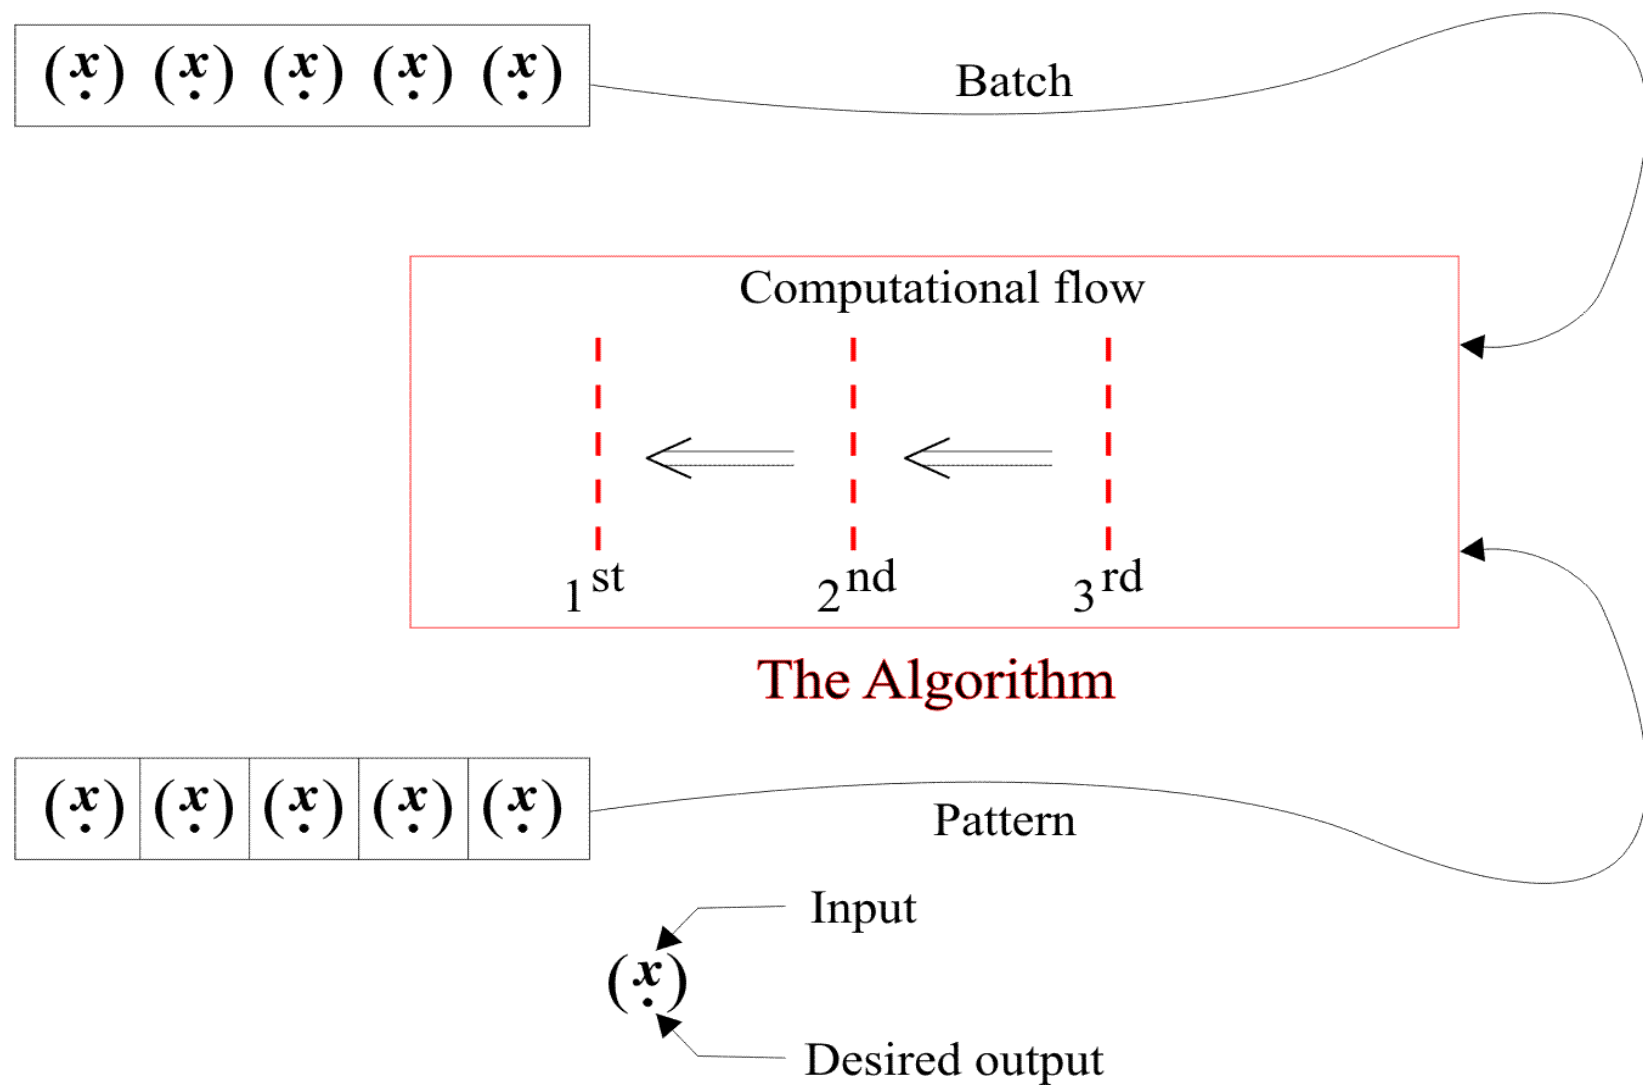 (x.) (x.) (x.) (x.) (x.)
Batch
Computational flow
1st 2nd 3rd
The Algorithm
(x.) (x.) (x.) (x.) (x.)
Pattern
Input
(x.)
Desired output